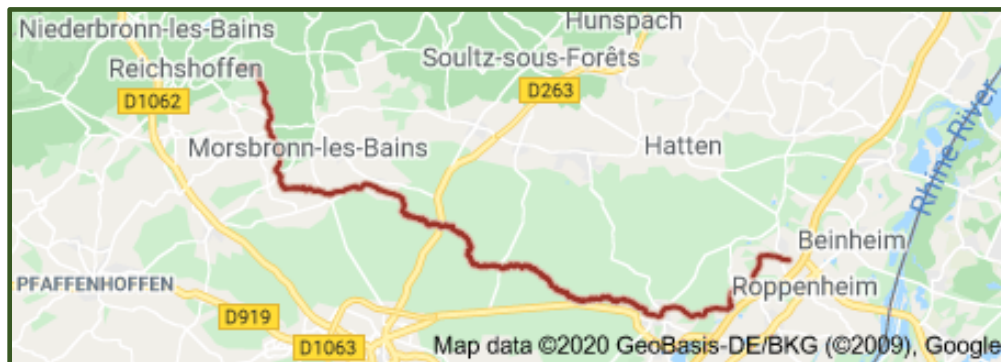 Hunspach
Niederbronn-les-Bains
Soultz-sous-Forêts
Reichshoffen
D263
D1062
Rhine River
Morsbronn-les-Bains
Hatten
Beinheim
PFAFFENHOFFEN
Roppenheim
D919
D1063
Map data ©2020 GeoBasis-DE/BKG (©2009), Google